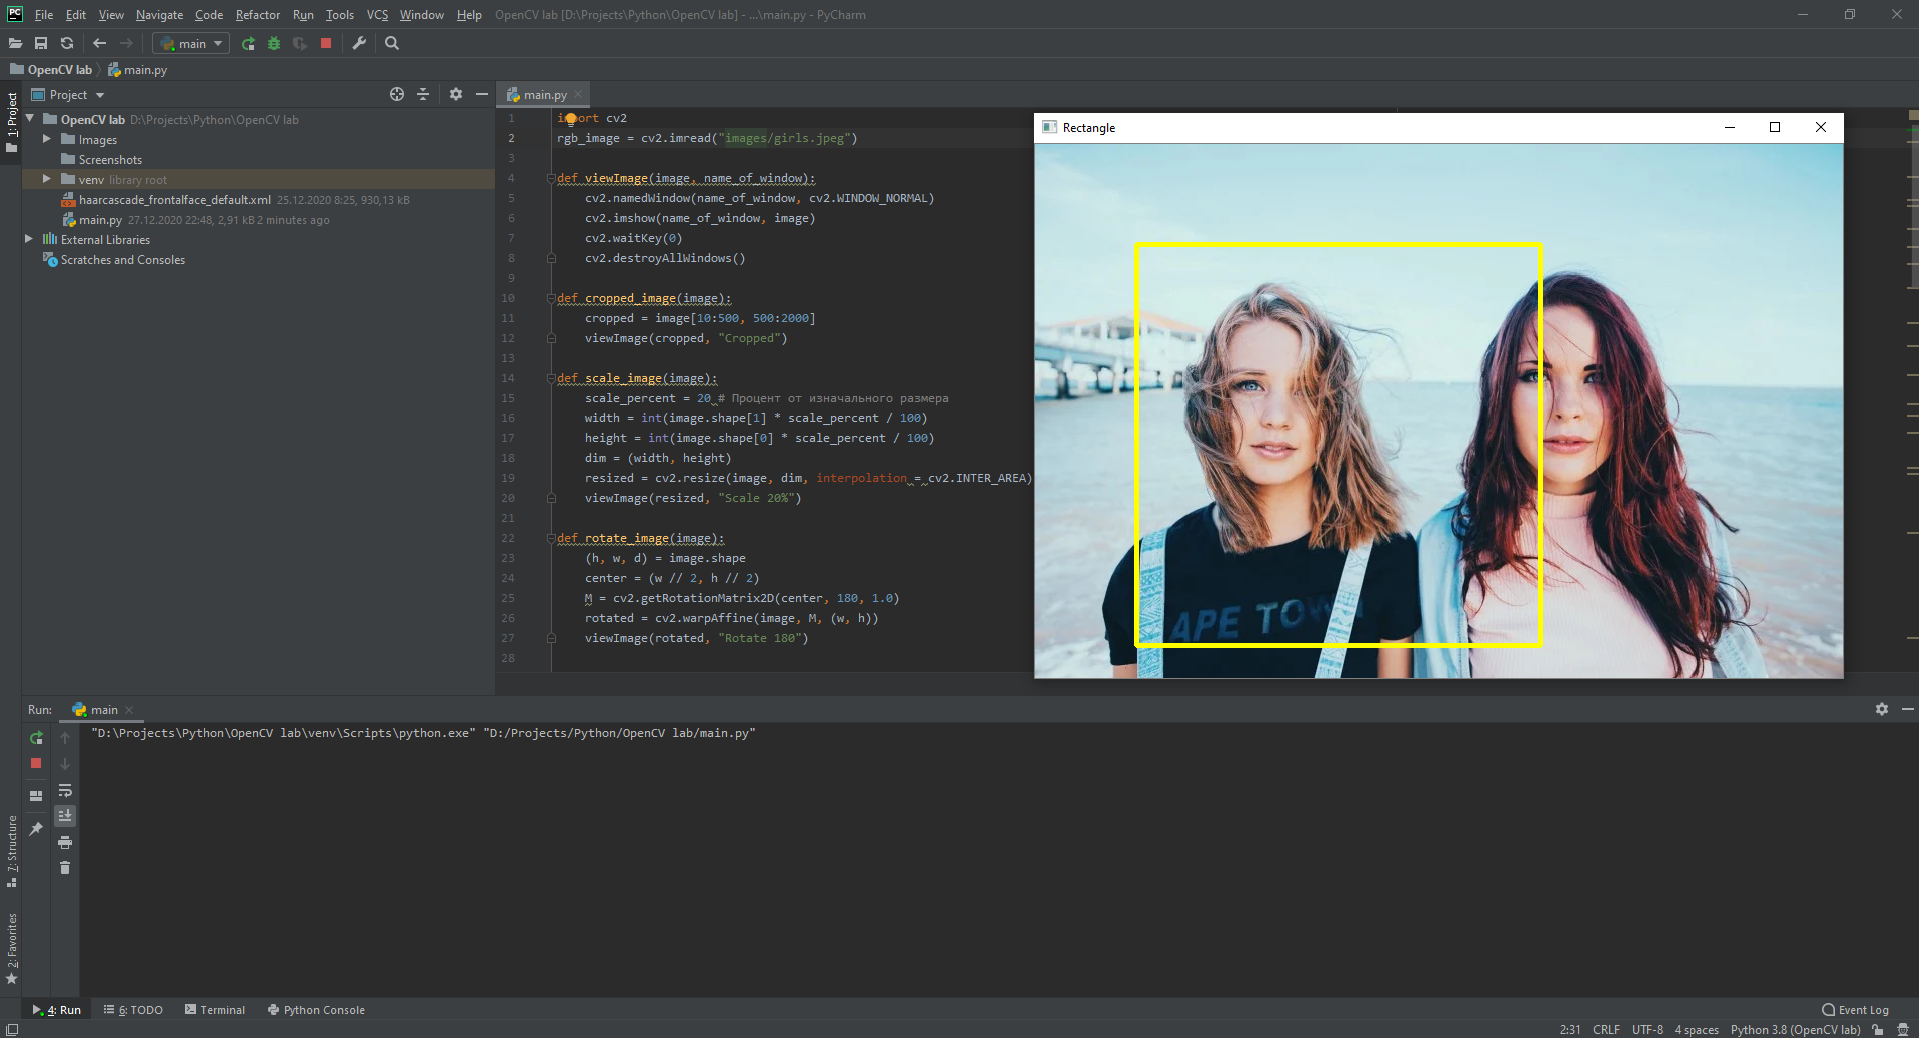 PC File Edit View Navigate Code Refactor Run Tools VCS Window Help OpenCV lab [D:\Projects\Python\OpenCV lab] - ...\main.py - PyCharm
main
OpenCV lab main.py
1: Project
Project
OpenCV lab D:\Projects\Python\OpenCV lab
Images
Screenshots
venv library root
haarcascade_frontalface_default.xml 25.12.2020 8:25, 930,13 kB
main.py 27.12.2020 22:48, 2,91 kB 2 minutes ago
External Libraries
Scratches and Consoles
main.py
1 import cv2
2 rgb_image = cv2.imread("images/girls.jpeg")
3
4 def viewImage(image, name_of_window):
5 cv2.namedWindow(name_of_window, cv2.WINDOW_NORMAL)
6 cv2.imshow(name_of_window, image)
7 cv2.waitKey(0)
8 cv2.destroyAllWindows()
9
10 def cropped_image(image):
11 cropped = image[10:500, 500:2000]
12 viewImage(cropped, "Cropped")
13
14 def scale_image(image):
15 scale_percent = 20 # Процент от изначального размера
16 width = int(image.shape[1] * scale_percent / 100)
17 height = int(image.shape[0] * scale_percent / 100)
18 dim = (width, height)
19 resized = cv2.resize(image, dim, interpolation = cv2.INTER_AREA)
20 viewImage(resized, "Scale 20%")
21
22 def rotate_image(image):
23 (h, w, d) = image.shape
24 center = (w // 2, h // 2)
25 M = cv2.getRotationMatrix2D(center, 180, 1.0)
26 rotated = cv2.warpAffine(image, M, (w, h))
27 viewImage(rotated, "Rotate 180")
28
Rectangle
APE TOWN
Run: main
"D:\Projects\Python\OpenCV lab\venv\Scripts\python.exe" "D:/Projects/Python/OpenCV lab/main.py"
7: Structure
2: Favorites
4: Run 6: TODO Terminal Python Console Event Log
2:31 CRLF UTF-8 4 spaces Python 3.8 (OpenCV lab)